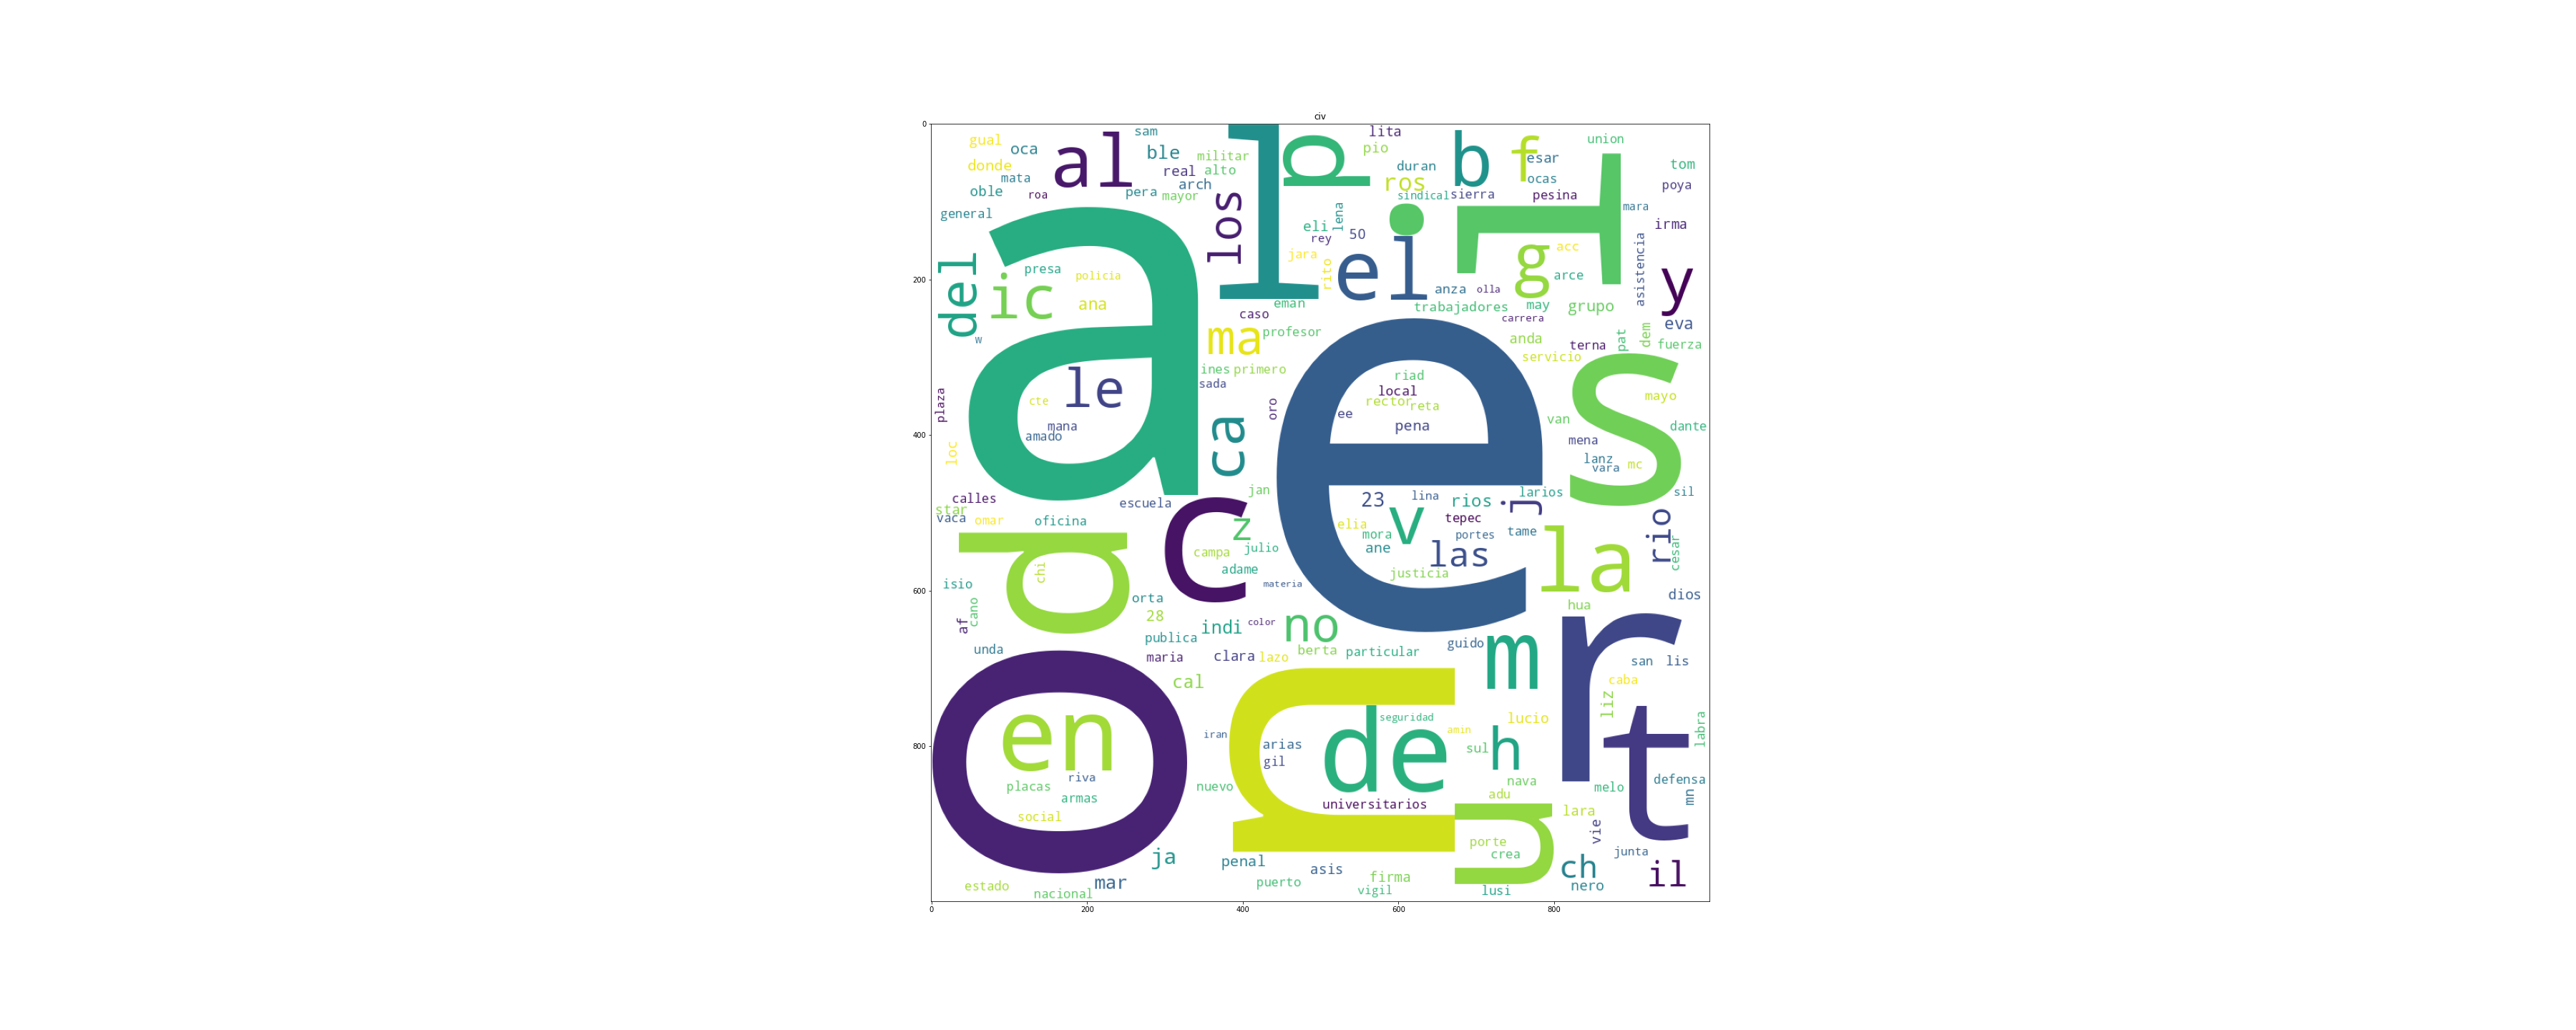 civ
0
200
400
600
800
0
200
400
600
800
gual
oca
al
sam
ble
militar
alto
real
arch
donde
mata
oble
roa
pera
mayor
general
l
p
lita
pio
duran
ros
sindical
sierra
b
f
esar
ocas
pesina
union
tom
poya
mara
irma
los
lena
eli
rey
50
jara
rito
ei
i
g
acc
arce
asistencia
y
del
ic
presa
policia
ana
a
w
eman
caso
anza
olla
trabajadores
may
grupo
carrera
eva
ma
profesor
anda
terna
pat
dem
fuerza
servicio
le
cte
mana
amado
ines
primero
sada
riad
local
rector
reta
ee
pena
e
s
mayo
van
dante
mena
lanz
vara
mc
plaza
loc
ca
oro
calles
star
vaca
omar
oficina
escuela
jan
c
z
julio
campa
adame
materia
23
lina
rios
larios
j
sil
elia
v
tepec
mora
ane
portes
tame
las
justicia
la
rio
cesar
d
chi
isio
cano
af
unda
orta
28
publica
indi
color
no
maria
clara
lazo
berta
particular
hua
dios
guido
m
r
san
lis
caba
liz
labra
o
en
riva
placas
armas
social
cal
n
iran
arias
gil
de
seguridad
amin
sul
h
lucio
t
defensa
mn
nuevo
universitarios
nava
adu
melo
u
lara
vie
porte
crea
junta
ja
penal
asis
firma
ch
il
estado
nacional
mar
puerto
vigil
lusi
nero